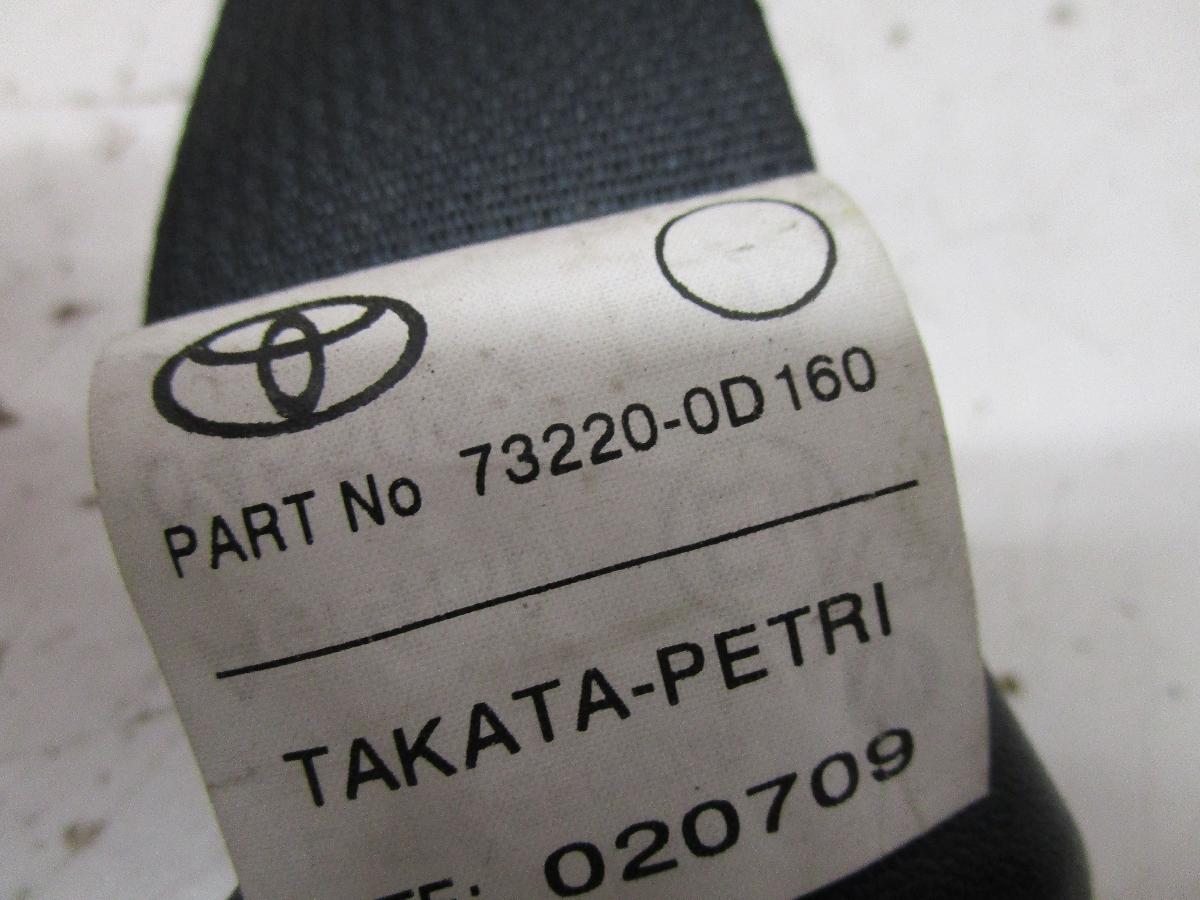 PART No 73220-0D160
TAKATA-PETRI
020709